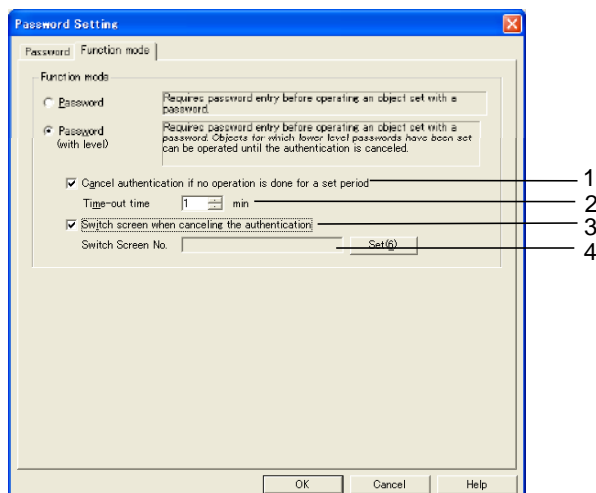 Password Setting
Password Function mode
Function mode
Password
Requires password entry before operating an object set with a
password.
Password
(with level)
Requires password entry before operating an object set with a
password. Objects for which lower level passwords have been set
can be operated until the authentication is canceled.
Cancel authentication if no operation is done for a set period
1
Time-out time 1 min
2
Switch screen when canceling the authentication
3
Switch Screen No. Set(6)
4
OK Cancel Help